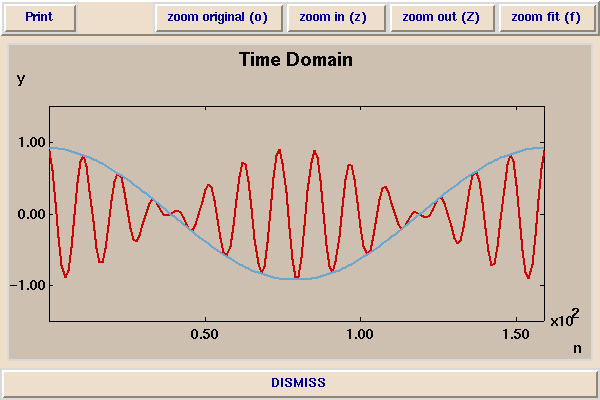 Print zoom original (o) zoom in (z) zoom out (Z) zoom fit (f)
Time Domain
y
1.00
0.00
-1.00
0.50 1.00 1.50
x10^2
n
DISMISS